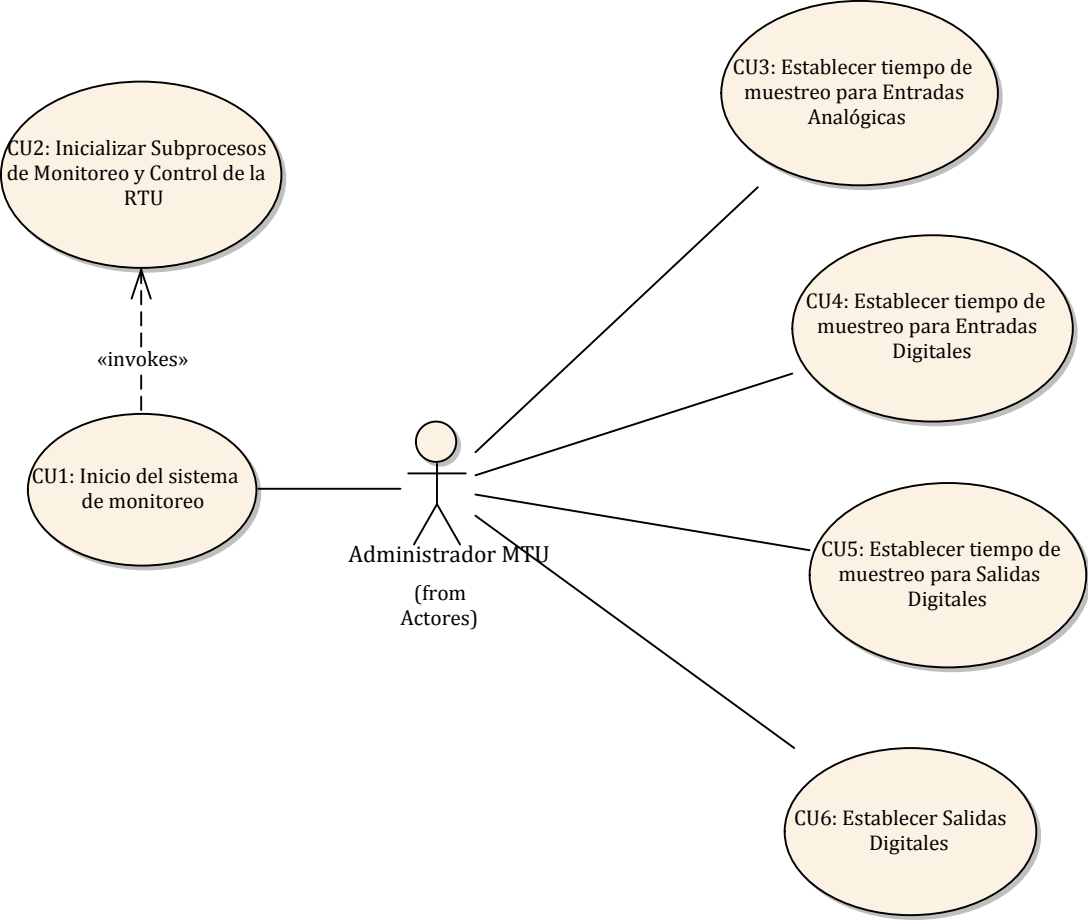 CU3: Establecer tiempo de
muestreo para Entradas
Analógicas
CU2: Inicializar Subprocesos
de Monitoreo y Control de la
RTU
CU4: Establecer tiempo de
muestreo para Entradas
Digitales
«invokes»
CU1: Inicio del sistema
de monitoreo
Administrador MTU
(from
Actores)
CU5: Establecer tiempo de
muestreo para Salidas
Digitales
CU6: Establecer Salidas
Digitales